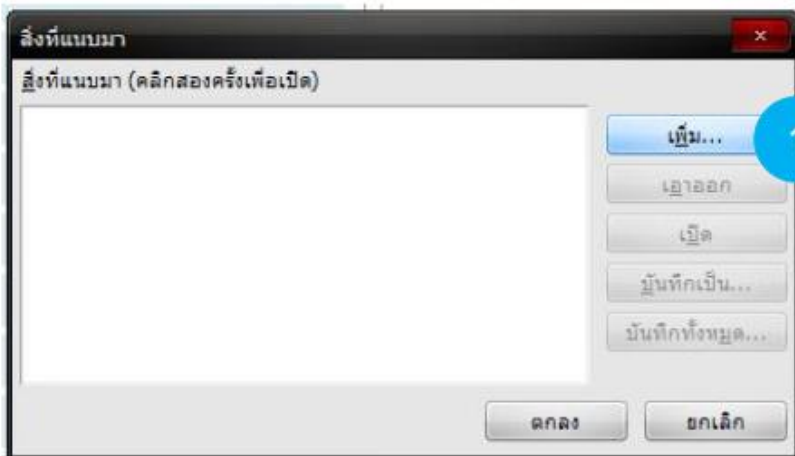 สิ่งที่แนบมา
สิ่งที่แนบมา (คลิกสองครั้งเพื่อเปิด)
เพิ่ม...
เอาออก
เปิด
บันทึกเป็น...
บันทึกทั้งหมด...
ตกลง
ยกเลิก